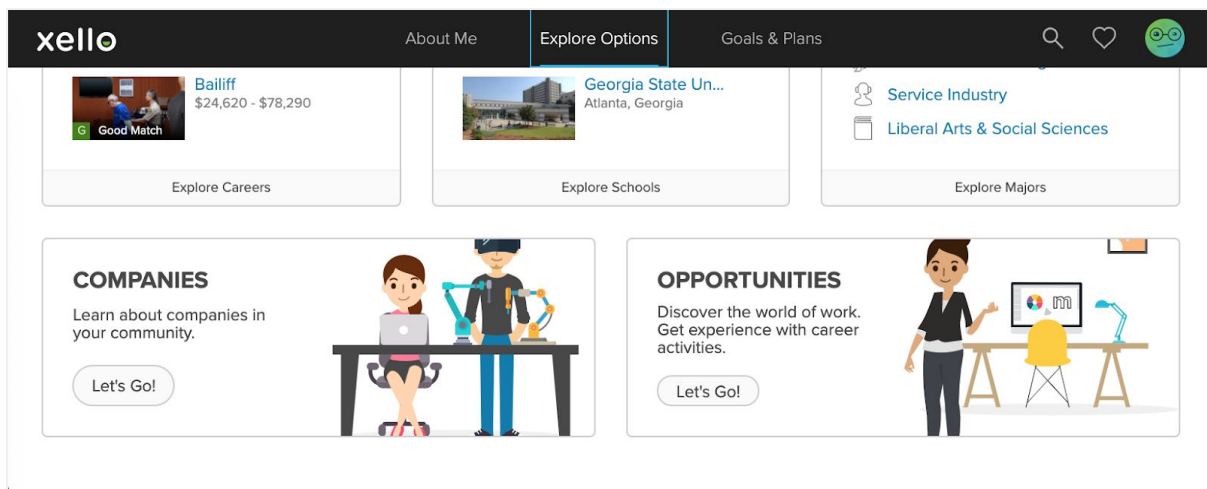 xello
About Me
Explore Options
Goals & Plans
Bailiff
$24,620 - $78,290
G Good Match
Georgia State Un...
Atlanta, Georgia
Service Industry
Liberal Arts & Social Sciences
Explore Careers
Explore Schools
Explore Majors
COMPANIES
Learn about companies in
your community.
Let's Go!
OPPORTUNITIES
Discover the world of work.
Get experience with career
activities.
Let's Go!
m